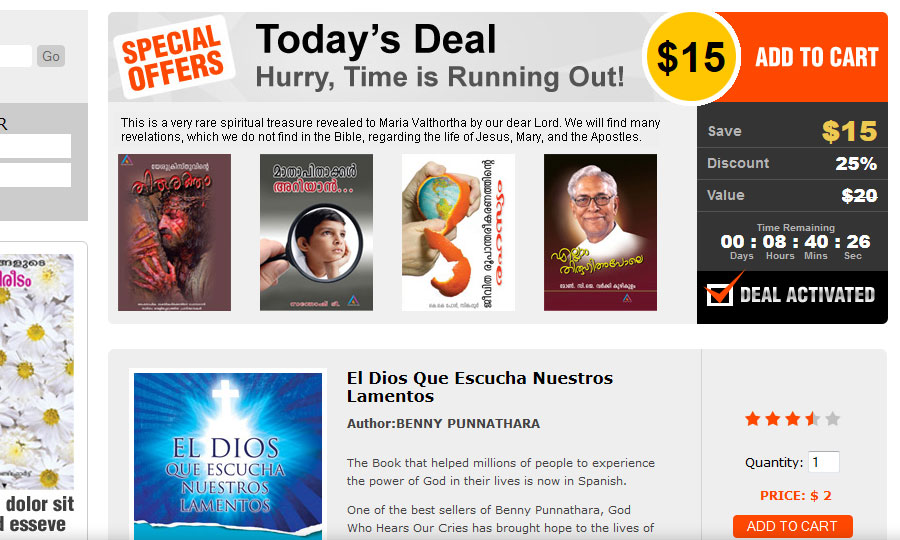 SPECIAL
OFFERS
Today's Deal
Hurry, Time is Running Out!
$15
ADD TO CART
Go
R
This is a very rare spiritual treasure revealed to Maria Valthortha by our dear Lord. We will find many
revelations, which we do not find in the Bible, regarding the life of Jesus, Mary, and the Apostles.
Save
$15
Discount
25%
Value
$20
Time Remaining
00 : 08 : 40 : 26
Days Hours Mins Sec
DEAL ACTIVATED
യേശുക്രിസ്തുവിന്റെ
തിരുരക്തം
മാതാപിതാക്കൾ
അറിയാൻ...
ജീവിത രൂപാന്തരീകരണത്തിന്റെ
രഹസ്യം
ങ്ങളുടെ
രീടം
dolor sit
d esseve
EL DIOS
QUE ESCUCHA
NUESTROS
LAMENTOS
El Dios Que Escucha Nuestros
Lamentos
Author:BENNY PUNNATHARA
The Book that helped millions of people to experience
the power of God in their lives is now in Spanish.
One of the best sellers of Benny Punnathara, God
Who Hears Our Cries has brought hope to the lives of
Quantity: 1
PRICE: $ 2
ADD TO CART